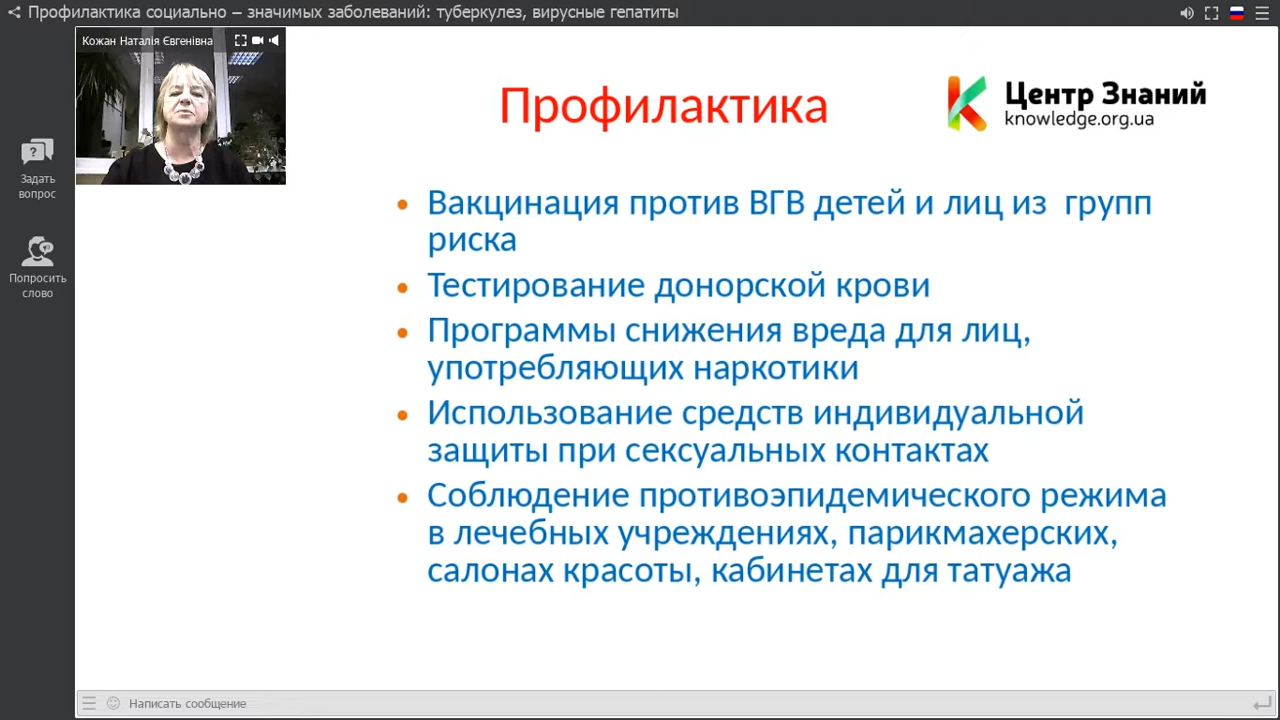 Профилактика социально – значимых заболеваний: туберкулез, вирусные гепатиты
Кожан Наталія Євгенівна
Задать
вопрос
Попросить
слово
Профилактика
Центр Знаний
knowledge.org.ua
• Вакцинация против ВГВ детей и лиц из групп
риска
• Тестирование донорской крови
• Программы снижения вреда для лиц,
употребляющих наркотики
• Использование средств индивидуальной
защиты при сексуальных контактах
• Соблюдение противоэпидемического режима
в лечебных учреждениях, парикмахерских,
салонах красоты, кабинетах для татуажа
Написать сообщение